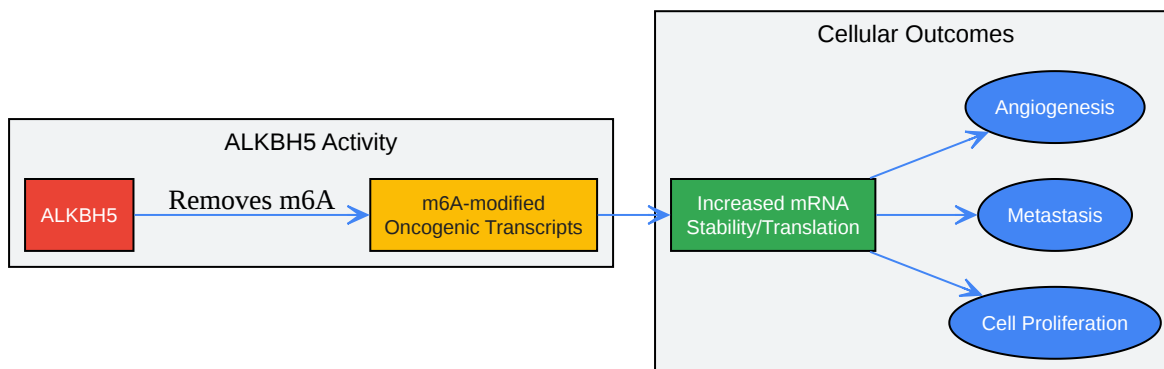 Cellular Outcomes
Angiogenesis
ALKBH5 Activity
ALKBH5
Removes m6A
m6A-modified
Oncogenic Transcripts
Increased mRNA
Stability/Translation
Metastasis
Cell Proliferation